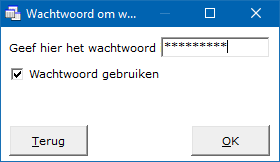 Wachtwoord om w...
Geef hier het wachtwoord *********
Wachtwoord gebruiken
Terug OK